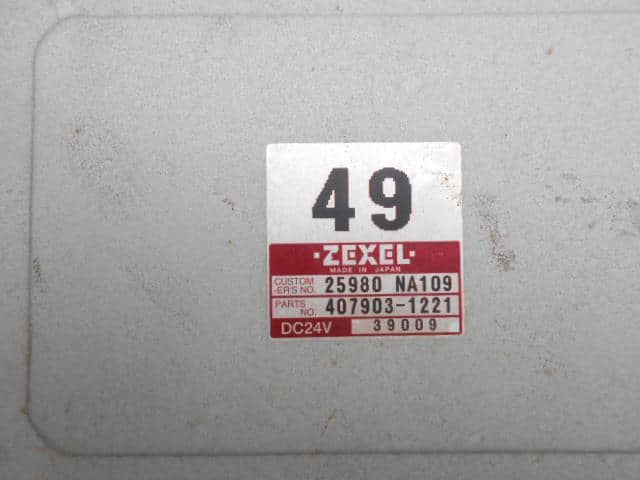 49
·ZEXEL·
MADE IN JAPAN
CUSTOM
-ER'S NO. 25980 NA109
PARTS
NO. 407903-1221
DC24V 39009